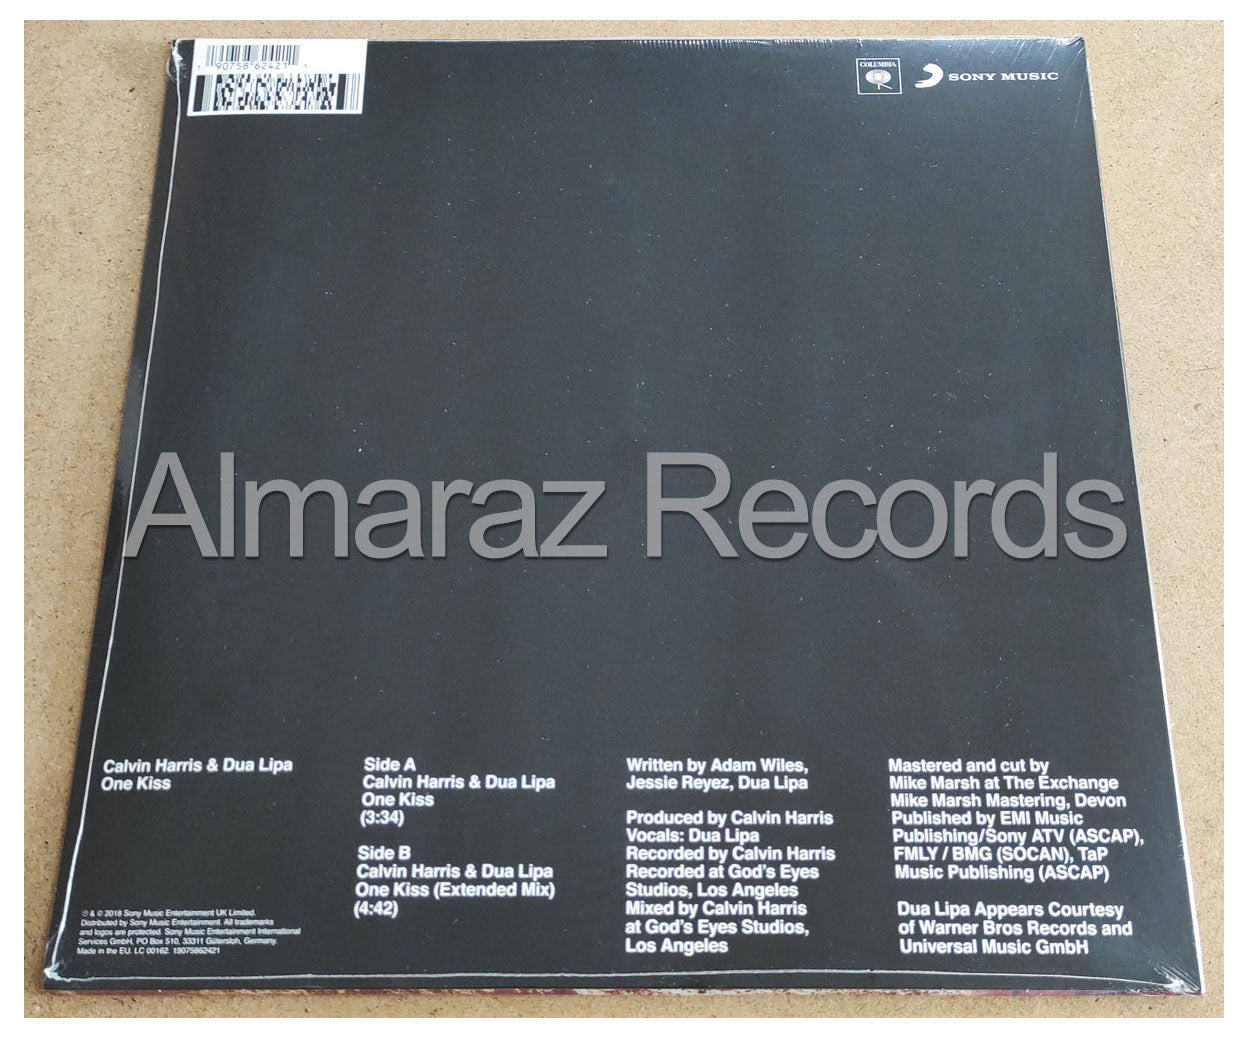 1 90758 62421 1
COLUMBIA
SONY MUSIC
Almaraz Records
Calvin Harris & Dua Lipa
One Kiss
Side A
Calvin Harris & Dua Lipa
One Kiss
(3:34)
Side B
Calvin Harris & Dua Lipa
One Kiss (Extended Mix)
(4:42)
Written by Adam Wiles,
Jessie Reyez, Dua Lipa
Produced by Calvin Harris
Vocals: Dua Lipa
Recorded by Calvin Harris
Recorded at God's Eyes
Studios, Los Angeles
Mixed by Calvin Harris
at God's Eyes Studios,
Los Angeles
Mastered and cut by
Mike Marsh at The Exchange
Mike Marsh Mastering, Devon
Published by EMI Music
Publishing/Sony ATV (ASCAP),
FMLY / BMG (SOCAN), TaP
Music Publishing (ASCAP)
Dua Lipa Appears Courtesy
of Warner Bros Records and
Universal Music GmbH
℗ & © 2018 Sony Music Entertainment UK Limited.
Distributed by Sony Music Entertainment. All trademarks
and logos are protected. Sony Music Entertainment International
Services GmbH, PO Box 510, 33311 Gütersloh, Germany.
Made in the EU. LC 00162. 19075862421